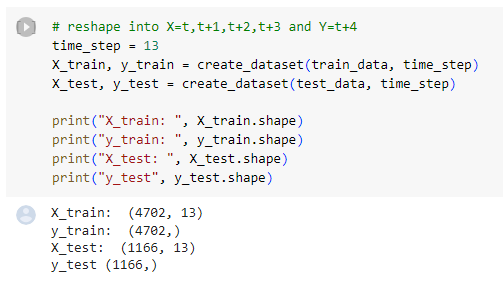 # reshape into X=t,t+1,t+2,t+3 and Y=t+4
time_step = 13
X_train, y_train = create_dataset(train_data, time_step)
X_test, y_test = create_dataset(test_data, time_step)
print("X_train: ", X_train.shape)
print("y_train: ", y_train.shape)
print("X_test: ", X_test.shape)
print("y_test", y_test.shape)
X_train:  (4702, 13)
y_train:  (4702,)
X_test:  (1166, 13)
y_test (1166,)